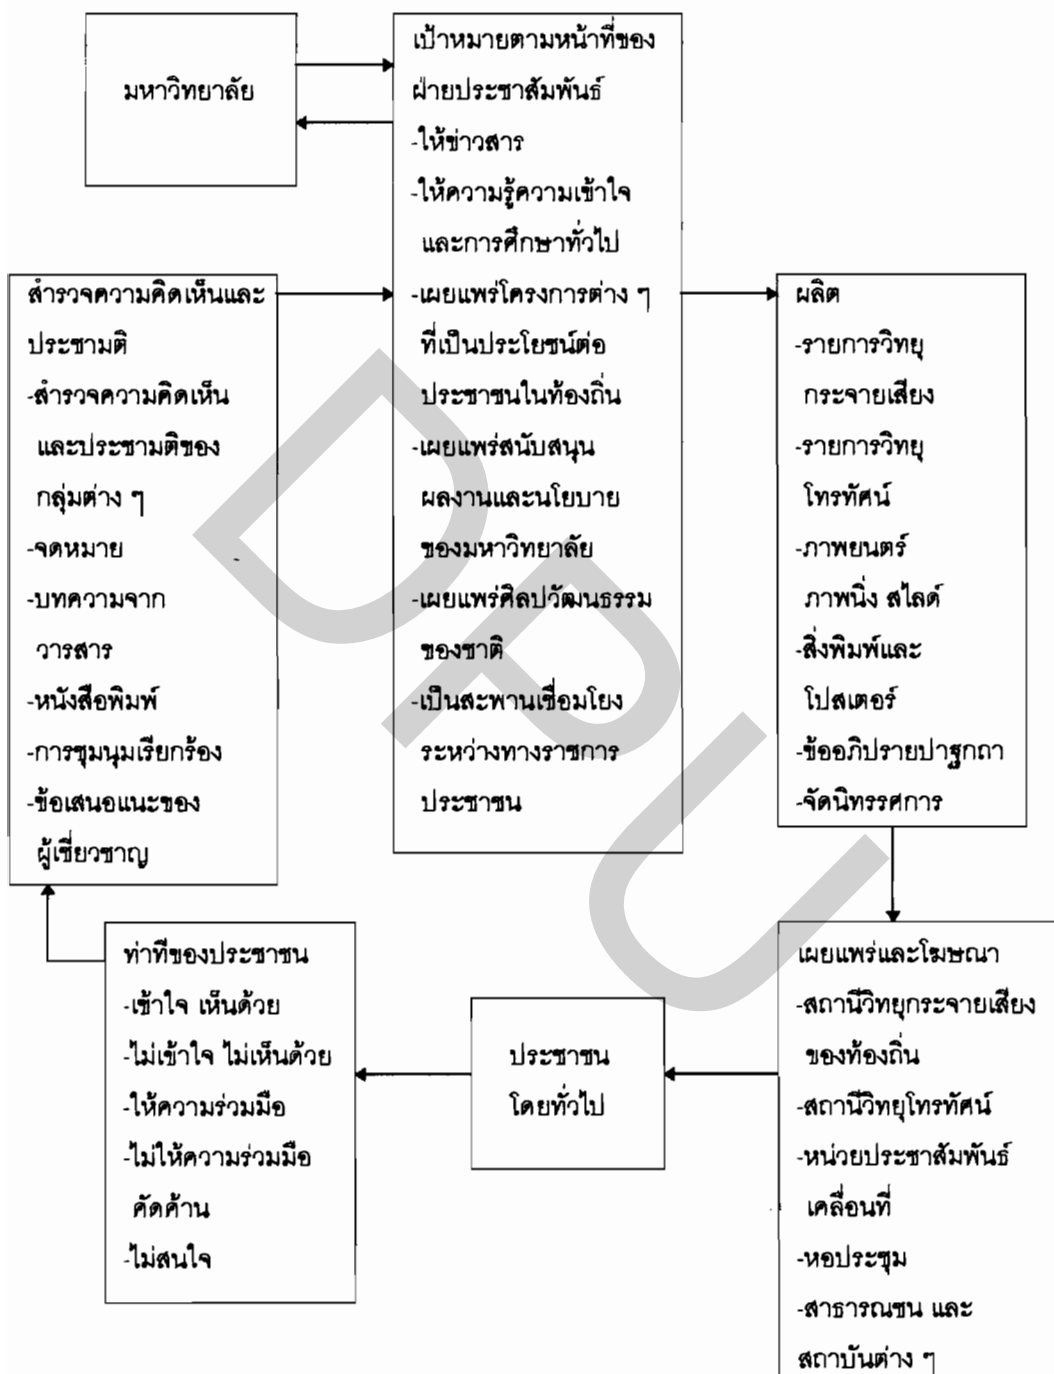 มหาวิทยาลัย
เป้าหมายตามหน้าที่ของ
ฝ่ายประชาสัมพันธ์
-ให้ข่าวสาร
-ให้ความรู้ความเข้าใจ
และการศึกษาทั่วไป
-เผยแพร่โครงการต่าง ๆ
ที่เป็นประโยชน์ต่อ
ประชาชนในท้องถิ่น
-เผยแพร่สนับสนุน
ผลงานและนโยบาย
ของมหาวิทยาลัย
-เผยแพร่ศิลปวัฒนธรรม
ของชาติ
-เป็นสะพานเชื่อมโยง
ระหว่างทางราชการ
ประชาชน
สำรวจความคิดเห็นและ
ประชามติ
-สำรวจความคิดเห็น
และประชามติของ
กลุ่มต่าง ๆ
-จดหมาย
-บทความจาก
วารสาร
-หนังสือพิมพ์
-การชุมนุมเรียกร้อง
-ข้อเสนอแนะของ
ผู้เชี่ยวชาญ
ผลิต
-รายการวิทยุ
กระจายเสียง
-รายการวิทยุ
โทรทัศน์
-ภาพยนตร์
ภาพนิ่ง สไลด์
-สิ่งพิมพ์และ
โปสเตอร์
-ข้ออภิปรายปาฐกถา
-จัดนิทรรศการ
ท่าทีของประชาชน
-เข้าใจ เห็นด้วย
-ไม่เข้าใจ ไม่เห็นด้วย
-ให้ความร่วมมือ
-ไม่ให้ความร่วมมือ
คัดค้าน
-ไม่สนใจ
ประชาชน
โดยทั่วไป
เผยแพร่และโฆษณา
-สถานีวิทยุกระจายเสียง
ของท้องถิ่น
-สถานีวิทยุโทรทัศน์
-หน่วยประชาสัมพันธ์
เคลื่อนที่
-หอประชุม
-สาธารณชน และ
สถาบันต่าง ๆ
DPU